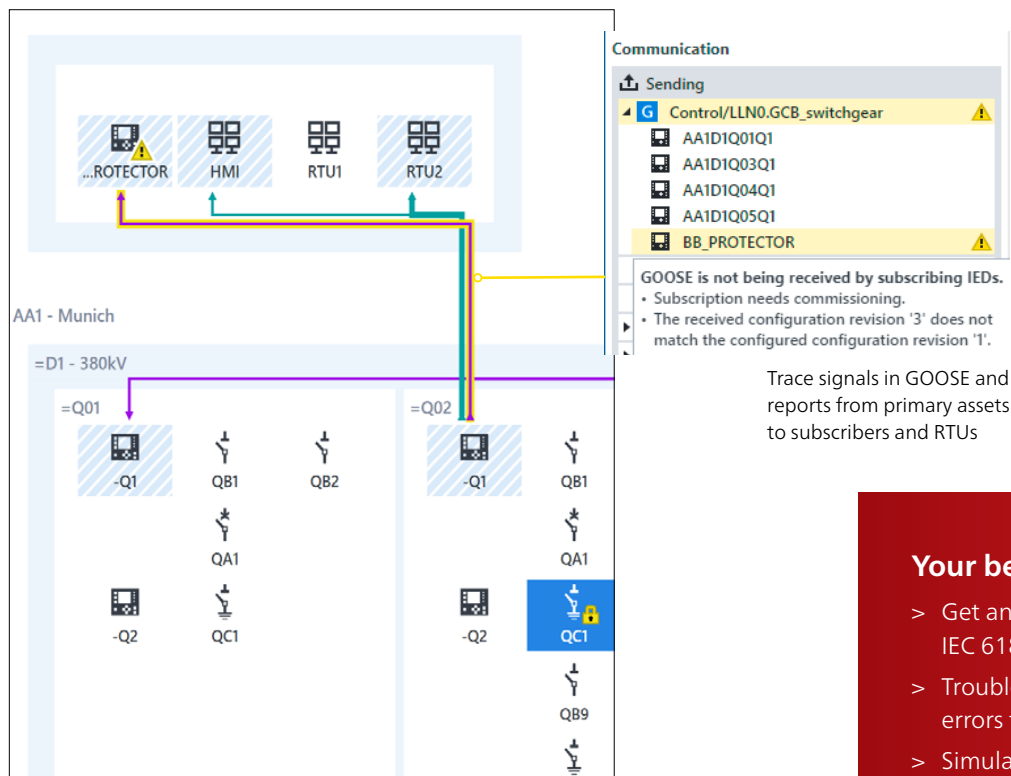 ...ROTECTOR
HMI
RTU1
RTU2
AA1 - Munich
=D1 - 380kV
=Q01
-Q1
QB1
QB2
QA1
-Q2
QC1
=Q02
-Q1
QB1
QA1
-Q2
QC1
QB9
Communication
Sending
G Control/LLN0.GCB_switchgear
AA1D1Q01Q1
AA1D1Q03Q1
AA1D1Q04Q1
AA1D1Q05Q1
BB_PROTECTOR
GOOSE is not being received by subscribing IEDs.
• Subscription needs commissioning.
• The received configuration revision '3' does not
match the configured configuration revision '1'.
Trace signals in GOOSE and
reports from primary assets
to subscribers and RTUs
Your be
> Get an
IEC 618
> Trouble
errors
> Simula